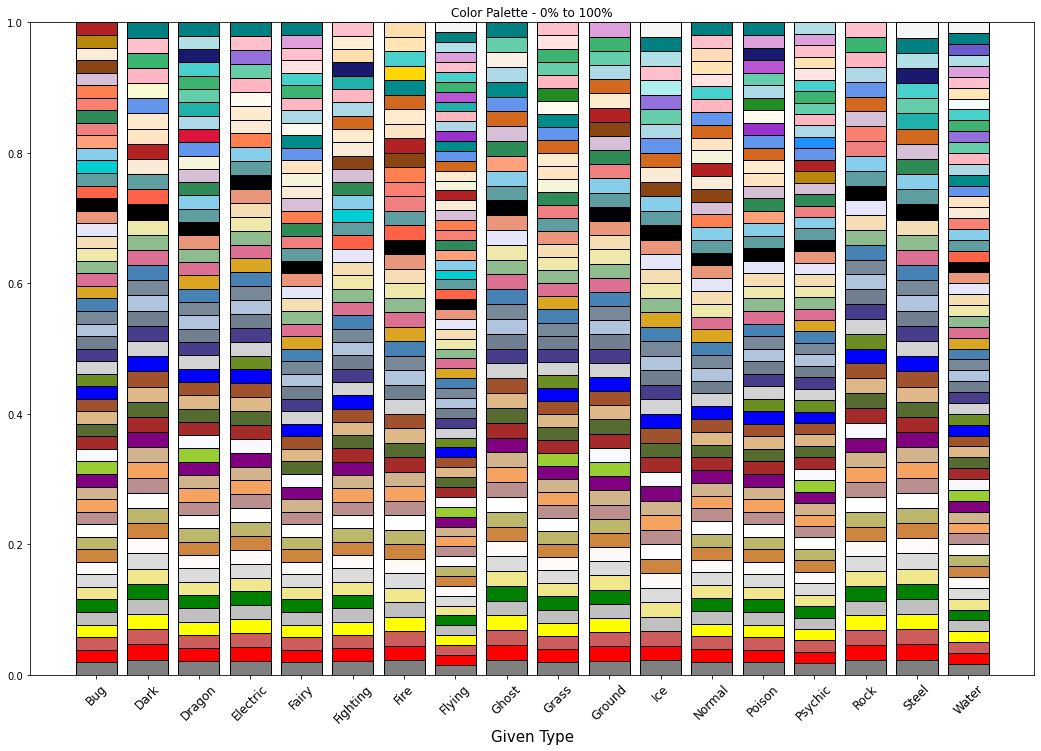 Color Palette - 0% to 100%
1.0
0.8
0.6
0.4
0.2
0.0
Bug Dark Dragon Electric Fairy Fighting Fire Flying Ghost Grass Ground Ice Normal Poison Psychic Rock Steel Water
Given Type